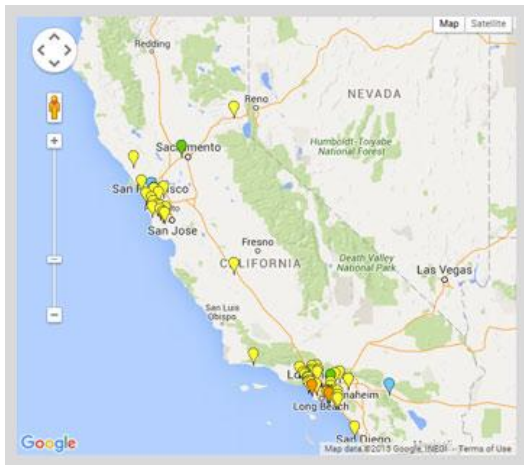 Map Satellite
Redding
Reno
NEVADA
Humboldt-Toiyabe
National Forest
Sacramento
San Francisco
San Jose
Fresno
CALIFORNIA
Death Valley
National Park
Las Vegas
San Luis
Obispo
Long Beach
San Diego
Google
Map data ©2015 Google, INEGI - Terms of Use